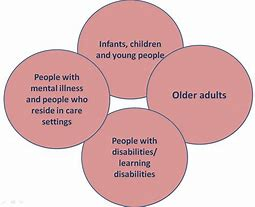 Infants, children
and young people
People with
mental illness
and people who
reside in care
settings
Older adults
People with
disabilities/
learning
disabilities